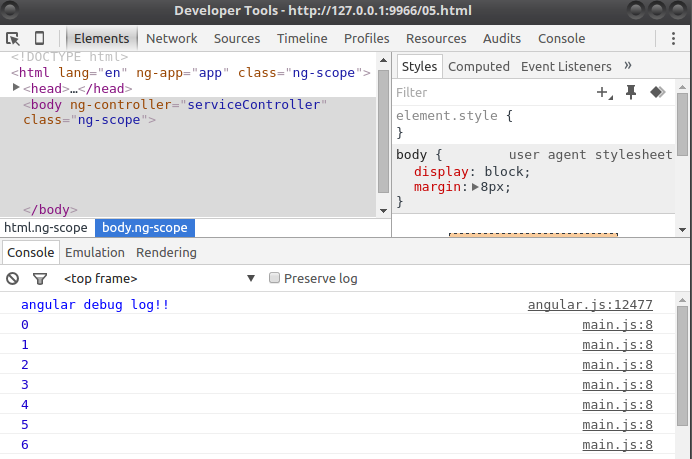 Developer Tools - http://127.0.0.1:9966/05.html
Elements Network Sources Timeline Profiles Resources Audits Console
<!DOCTYPE html>
<html lang="en" ng-app="app" class="ng-scope">
<head>…</head>
<body ng-controller="serviceController"
class="ng-scope">
</body>
html.ng-scope body.ng-scope
Styles Computed Event Listeners »
Filter
element.style {
}
body { user agent stylesheet
display: block;
margin: 8px;
}
Console Emulation Rendering
<top frame> Preserve log
angular debug log!! angular.js:12477
0 main.js:8
1 main.js:8
2 main.js:8
3 main.js:8
4 main.js:8
5 main.js:8
6 main.js:8